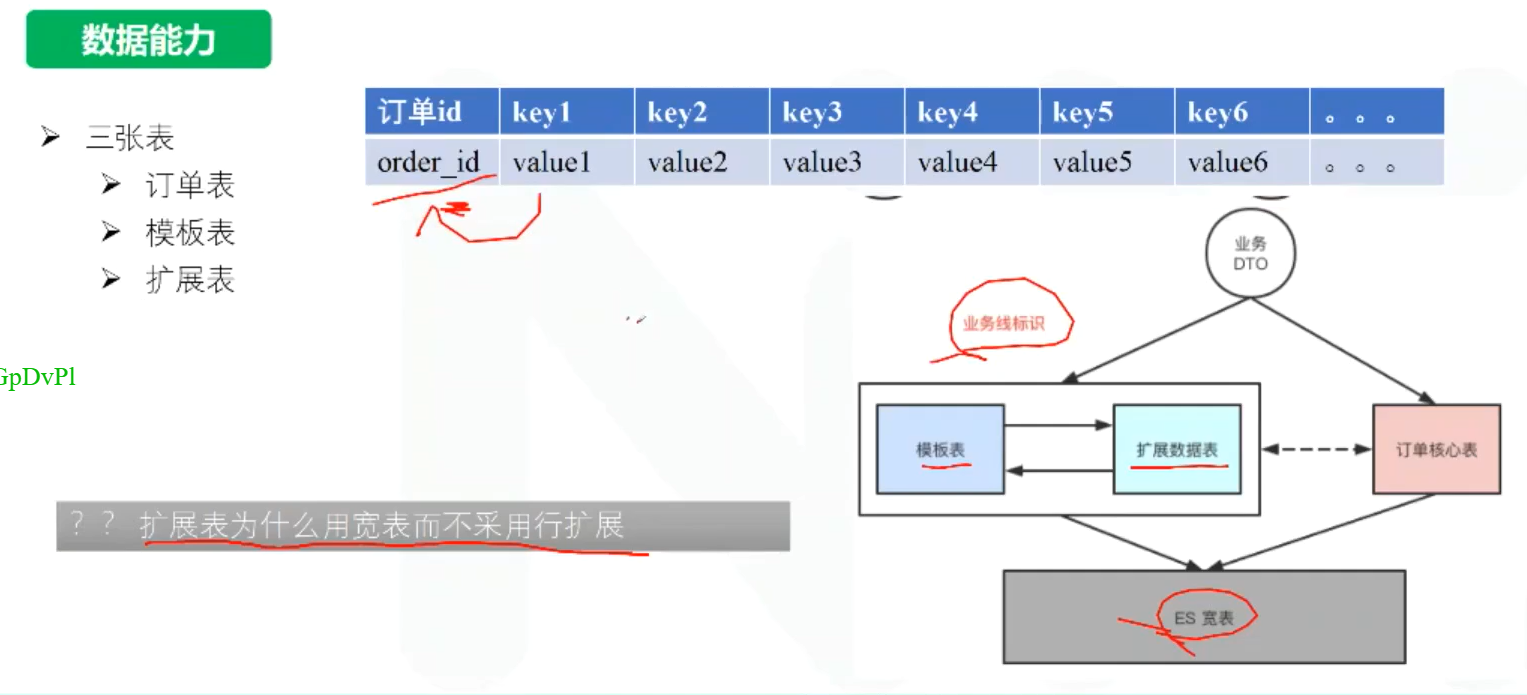 数据能力
三张表
订单表
模板表
扩展表
订单id key1 key2 key3 key4 key5 key6 。。。
order_id value1 value2 value3 value4 value5 value6 。。。
业务
DTO
业务线标识
模板表
扩展数据表
订单核心表
ES 宽表
GpDvPl
？？ 扩展表为什么用宽表而不采用行扩展